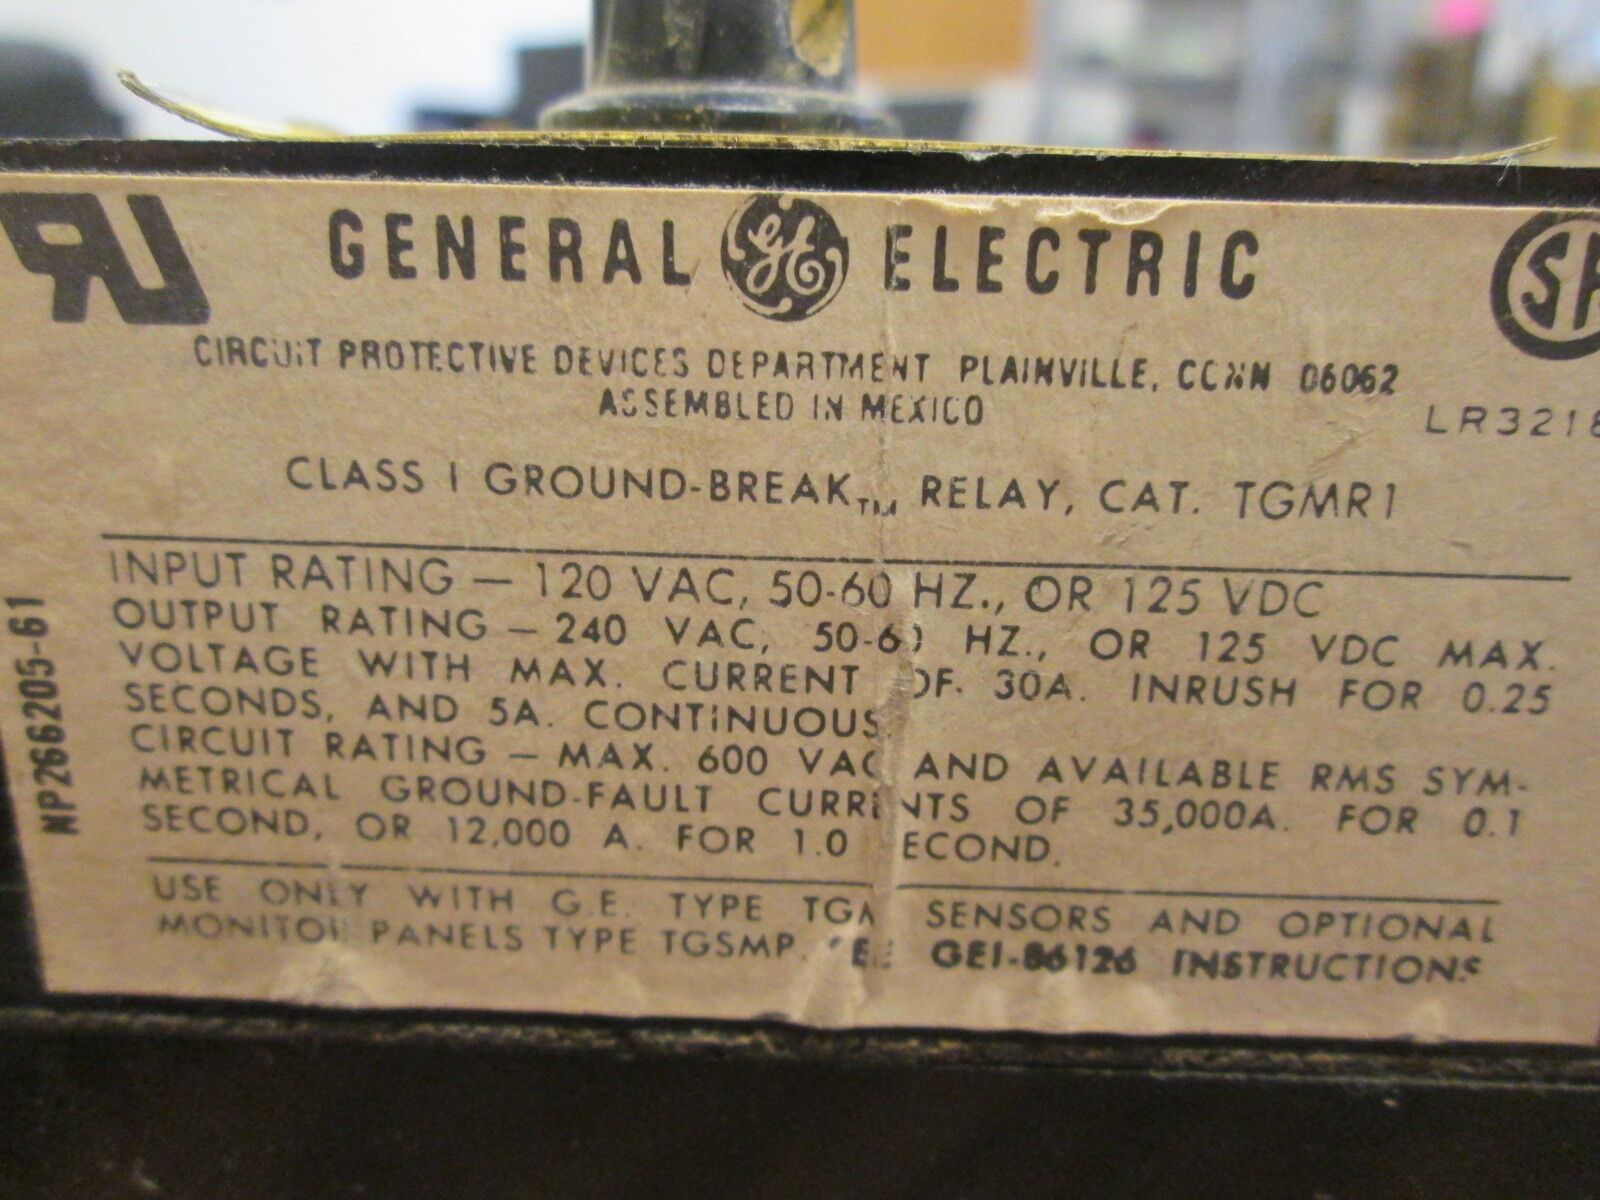 GENERAL GE ELECTRIC
CIRCUIT PROTECTIVE DEVICES DEPARTMENT PLAINVILLE, CONN 06062
ASSEMBLED IN MEXICO
LR3218
CLASS I GROUND-BREAK™ RELAY, CAT. TGMR1
INPUT RATING — 120 VAC, 50-60 HZ., OR 125 VDC
OUTPUT RATING — 240 VAC, 50-60 HZ., OR 125 VDC MAX.
VOLTAGE WITH MAX. CURRENT OF 30A. INRUSH FOR 0.25
SECONDS, AND 5A. CONTINUOUS.
CIRCUIT RATING — MAX. 600 VAC AND AVAILABLE RMS SYM-
METRICAL GROUND-FAULT CURRENTS OF 35,000A. FOR 0.1
SECOND, OR 12,000 A. FOR 1.0 SECOND.
USE ONLY WITH G.E. TYPE SENSORS AND OPTIONAL
MONITOR PANELS TYPE TGSMP. SEE GEI-86126 INSTRUCTIONS
NP266205-61